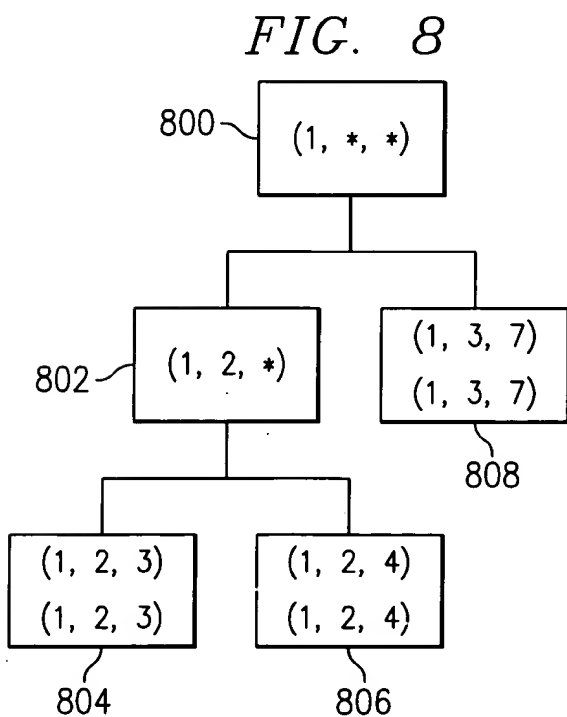 FIG. 8
800
(1, *, *)
802
(1, 2, *)
(1, 3, 7)
(1, 3, 7)
808
(1, 2, 3)
(1, 2, 3)
804
(1, 2, 4)
(1, 2, 4)
806